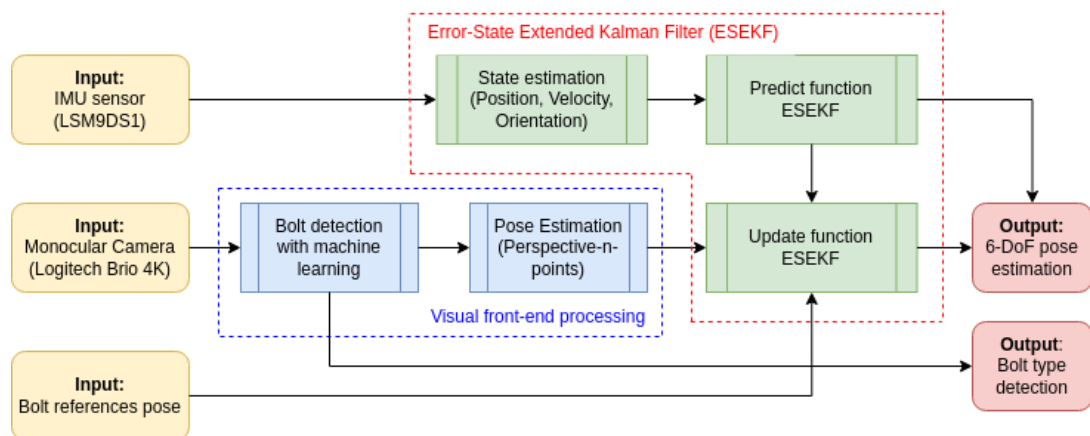 Error-State Extended Kalman Filter (ESEKF)
Input:
IMU sensor
(LSM9DS1)
State estimation
(Position, Velocity,
Orientation)
Predict function
ESEKF
Input:
Monocular Camera
(Logitech Brio 4K)
Bolt detection
with machine
learning
Pose Estimation
(Perspective-n-
points)
Update function
ESEKF
Output:
6-DoF pose
estimation
Visual front-end processing
Input:
Bolt references pose
Output:
Bolt type
detection